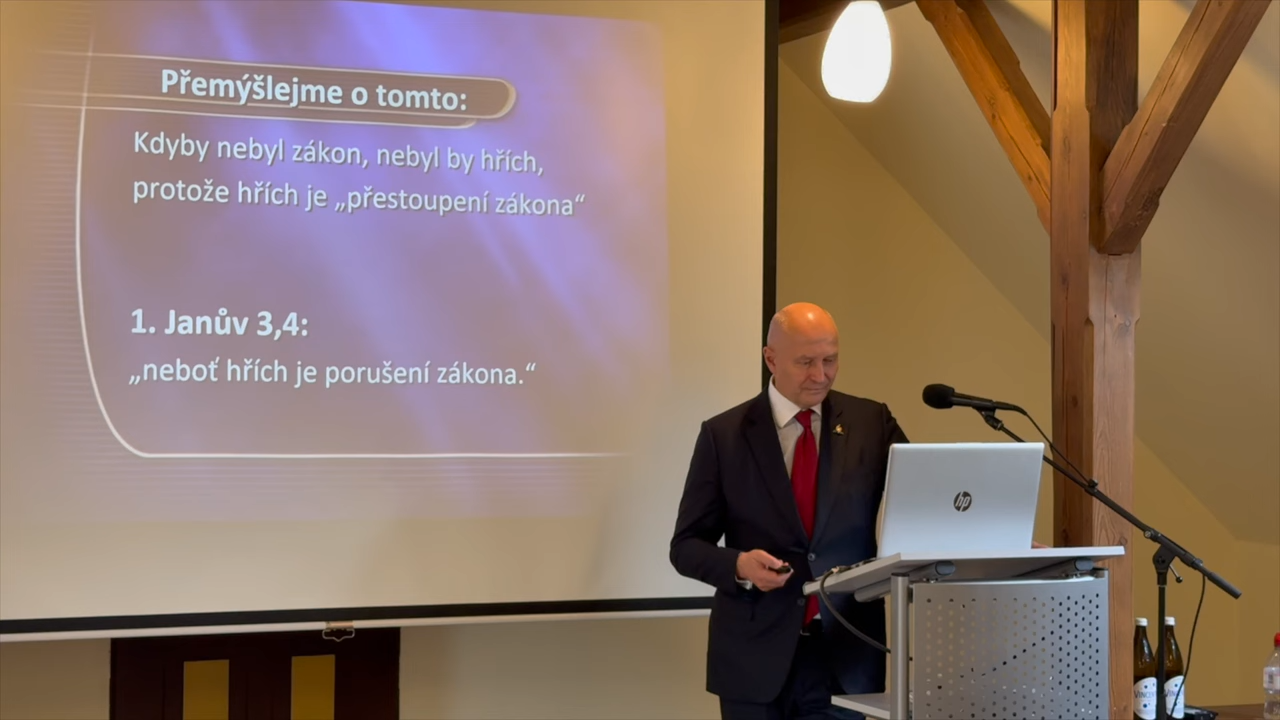 Přemýšlejme o tomto:
Kdyby nebyl zákon, nebyl by hřích,
protože hřích je „přestoupení zákona“
1. Janův 3,4:
„neboť hřích je porušení zákona.“
hp